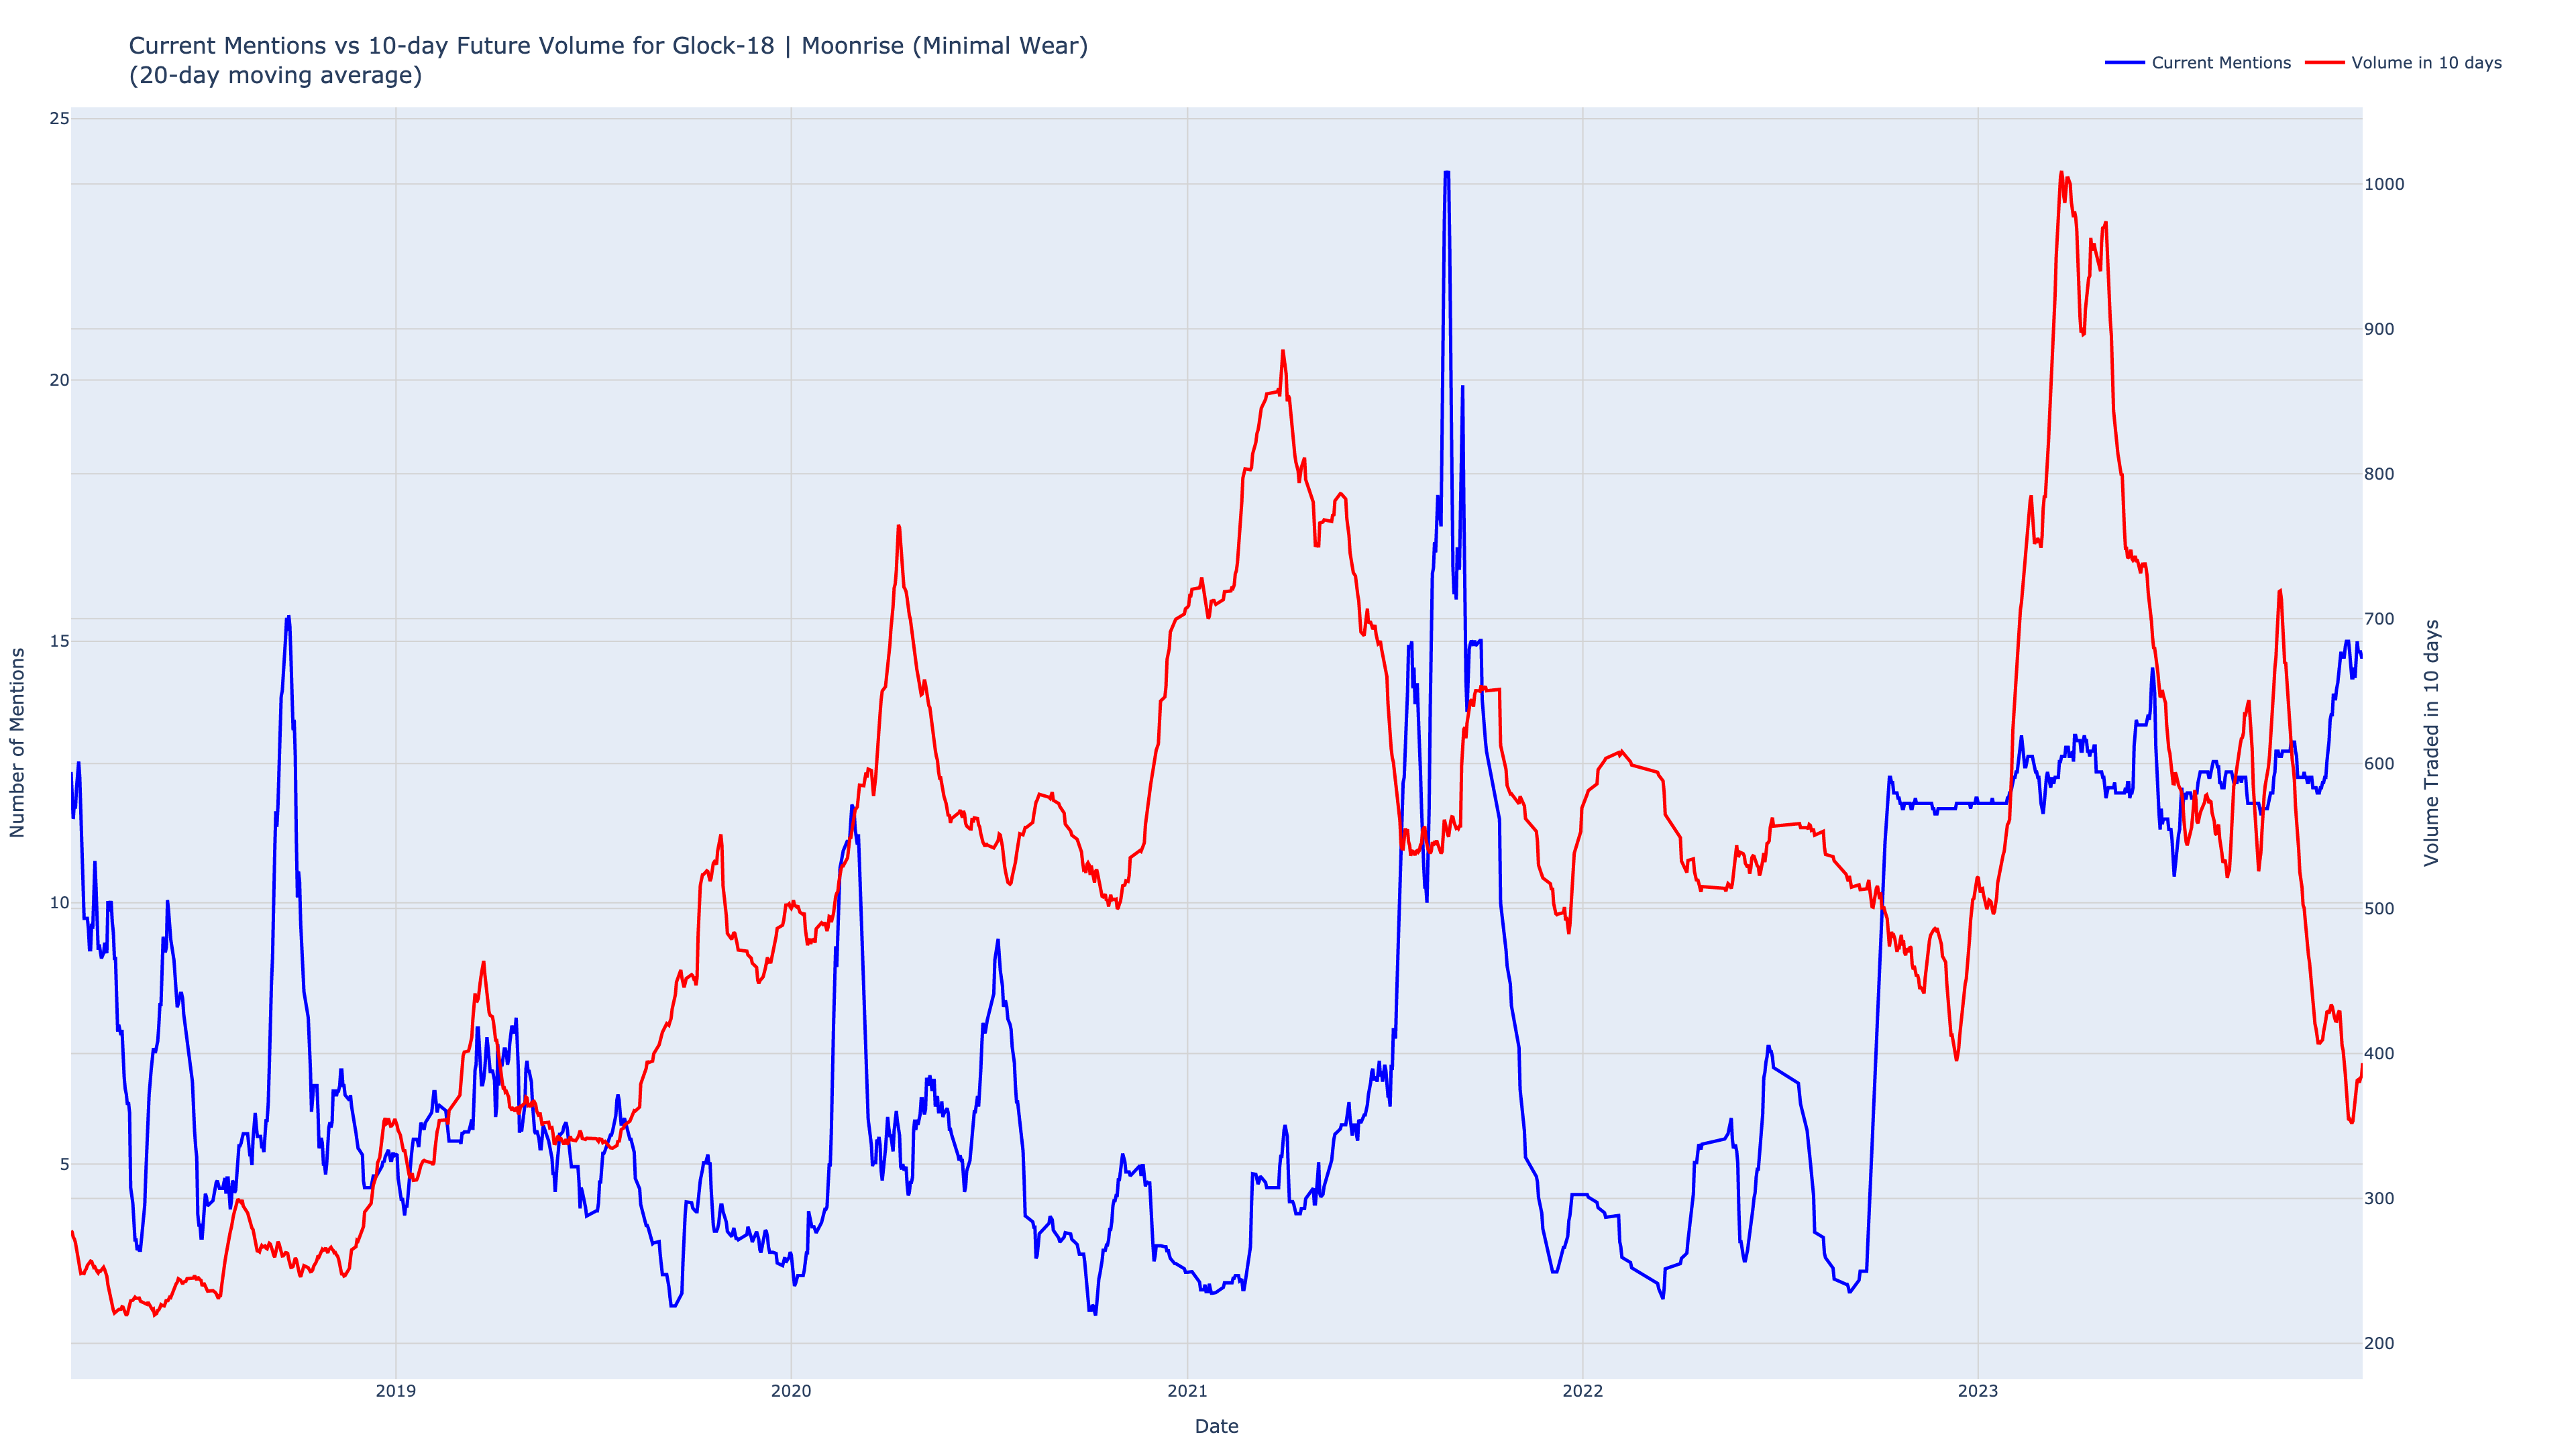 Current Mentions vs 10-day Future Volume for Glock-18 | Moonrise (Minimal Wear)
(20-day moving average)
Current Mentions
Volume in 10 days
25
20
15
10
5
Number of Mentions
1000
900
800
700
600
500
400
300
200
Volume Traded in 10 days
2019
2020
2021
2022
2023
Date